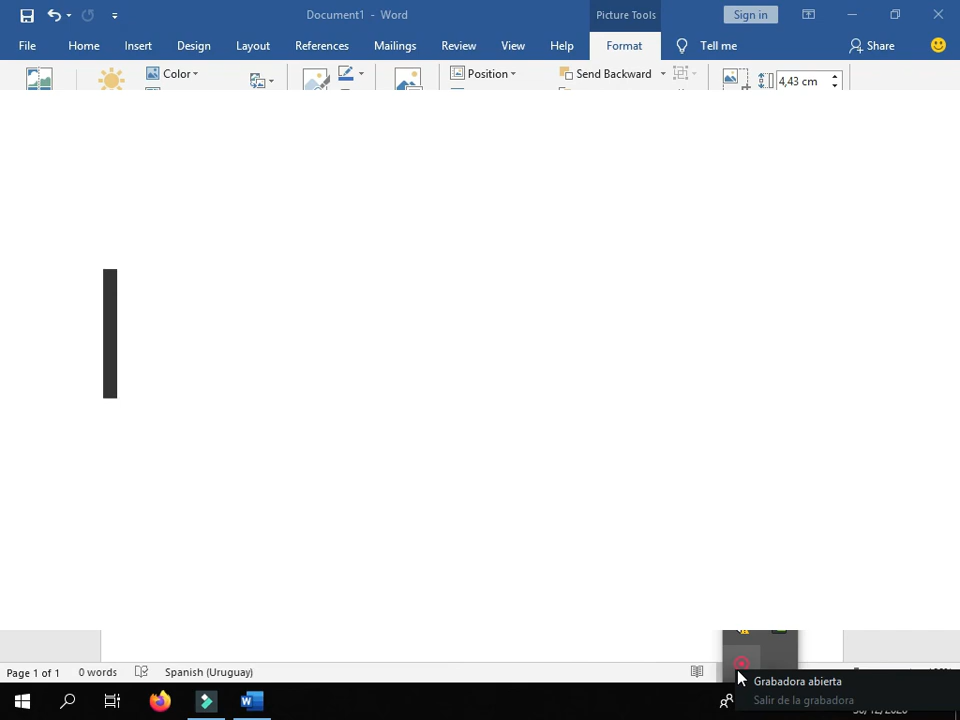 Document1 - Word
Picture Tools
Sign in
File Home Insert Design Layout References Mailings Review View Help Format Tell me Share
Color Position Send Backward 4,43 cm
Page 1 of 1 0 words Spanish (Uruguay)
Grabadora abierta
Salir de la grabadora